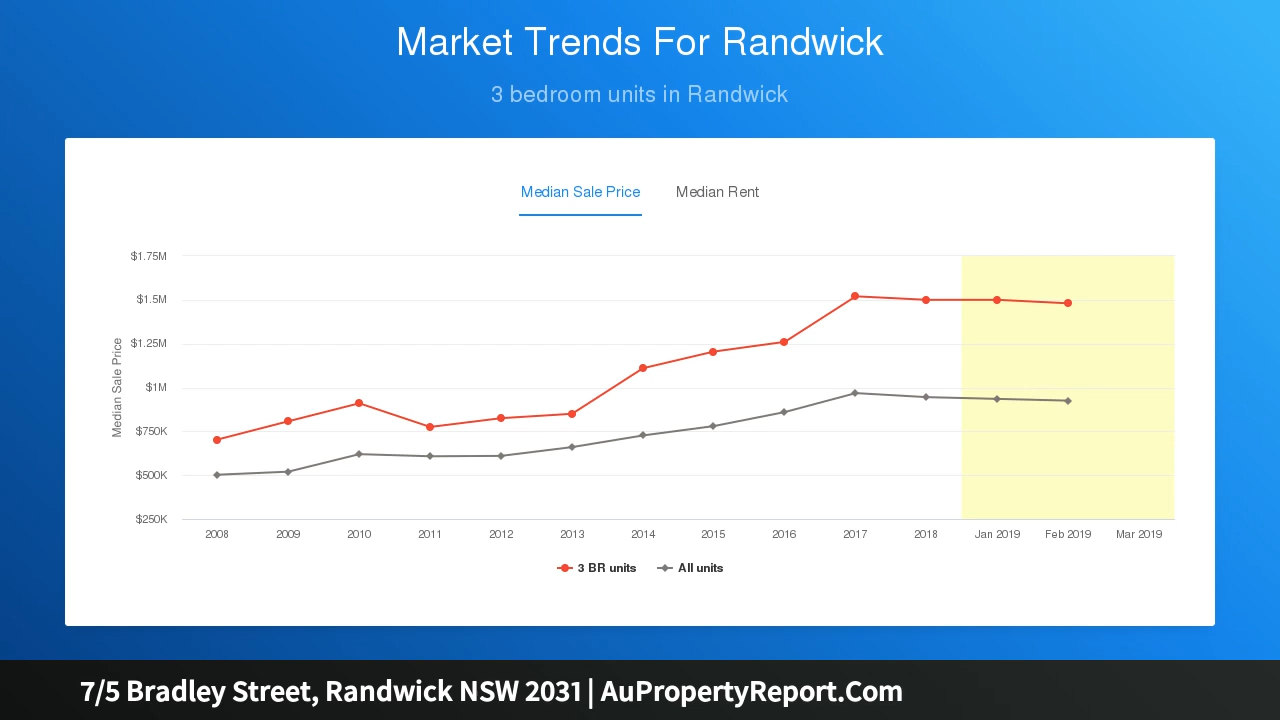 Market Trends For Randwick
3 bedroom units in Randwick
Median Sale Price Median Rent
$1.75M
$1.5M
$1.25M
$1M
$750K
$500K
$250K
Median Sale Price
2008 2009 2010 2011 2012 2013 2014 2015 2016 2017 2018 Jan 2019 Feb 2019 Mar 2019
3 BR units All units
7/5 Bradley Street, Randwick NSW 2031 | AuPropertyReport.Com